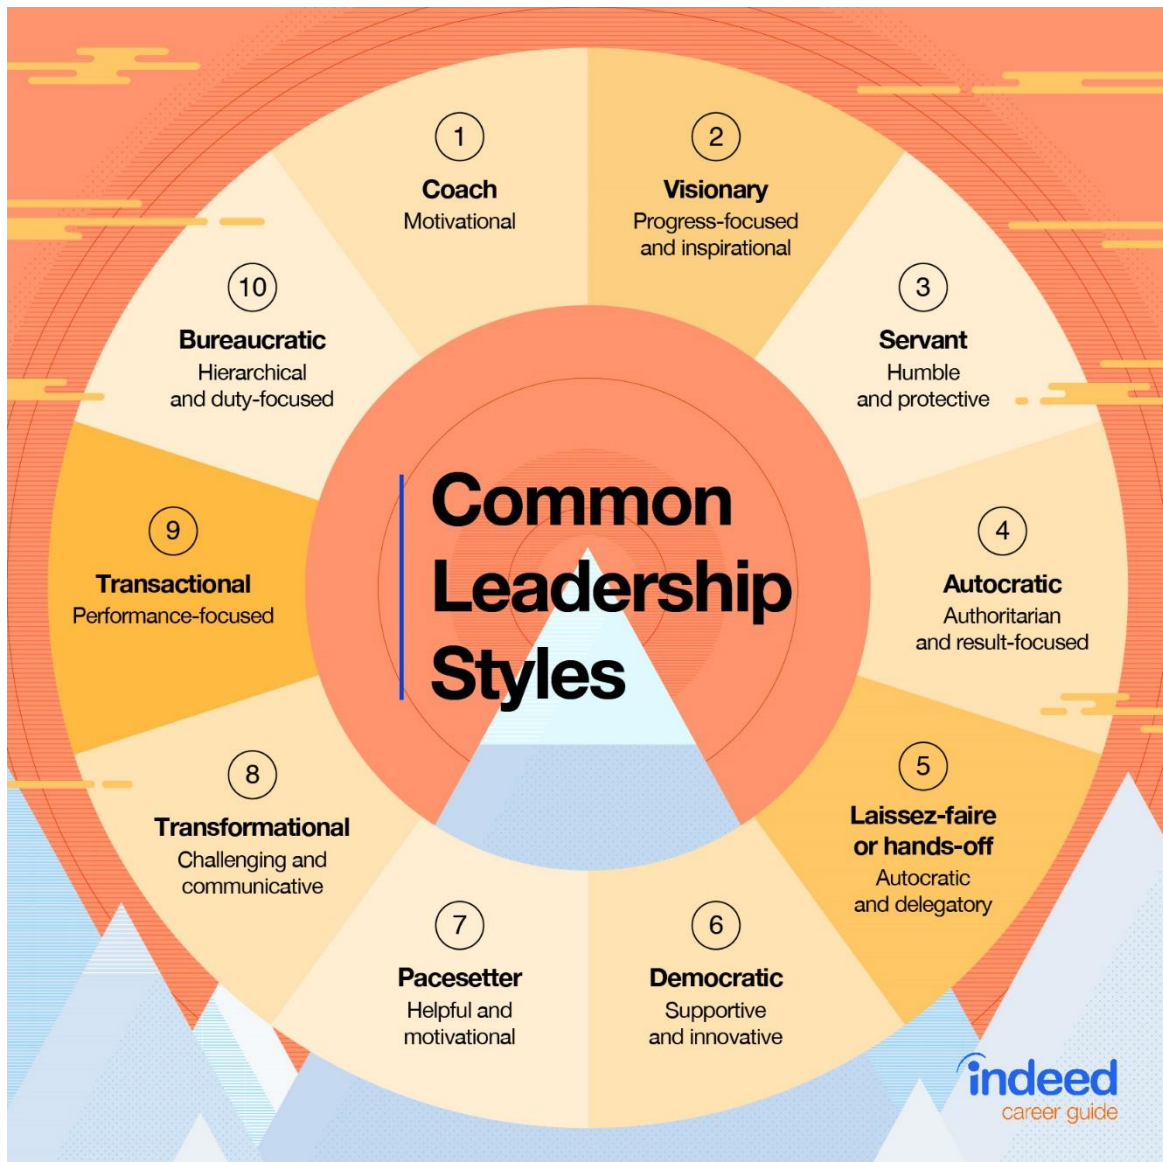 Common
Leadership
Styles
1
Coach
Motivational
2
Visionary
Progress-focused
and inspirational
3
Servant
Humble
and protective
4
Autocratic
Authoritarian
and result-focused
5
Laissez-faire
or hands-off
Autocratic
and delegatory
6
Democratic
Supportive
and innovative
7
Pacesetter
Helpful and
motivational
8
Transformational
Challenging and
communicative
9
Transactional
Performance-focused
10
Bureaucratic
Hierarchical
and duty-focused
indeed
career guide